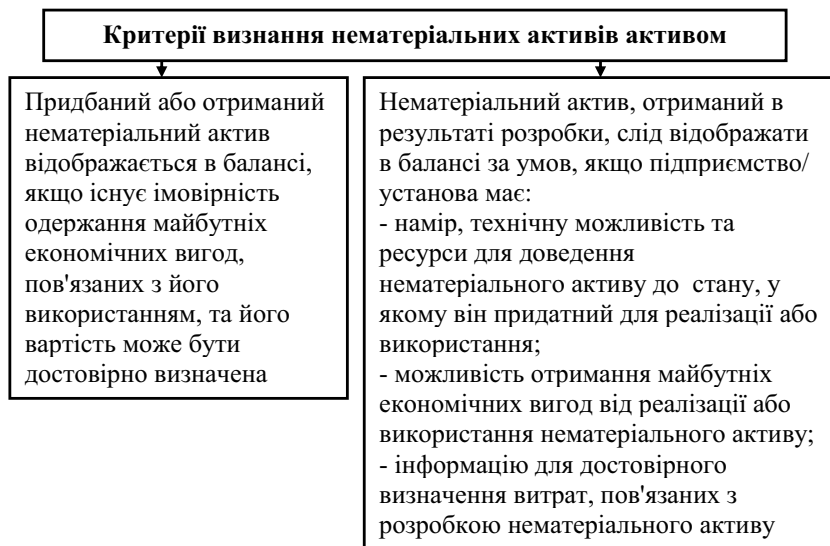 Критерії визнання нематеріальних активів активом
Придбаний або отриманий
нематеріальний актив
відображається в балансі,
якщо існує імовірність
одержання майбутніх
економічних вигод,
пов'язаних з його
використанням, та його
вартість може бути
достовірно визначена
Нематеріальний актив, отриманий в
результаті розробки, слід відображати
в балансі за умов, якщо підприємство/
установа має:
- намір, технічну можливість та
ресурси для доведення
нематеріального активу до стану, у
якому він придатний для реалізації або
використання;
- можливість отримання майбутніх
економічних вигод від реалізації або
використання нематеріального активу;
- інформацію для достовірного
визначення витрат, пов'язаних з
розробкою нематеріального активу